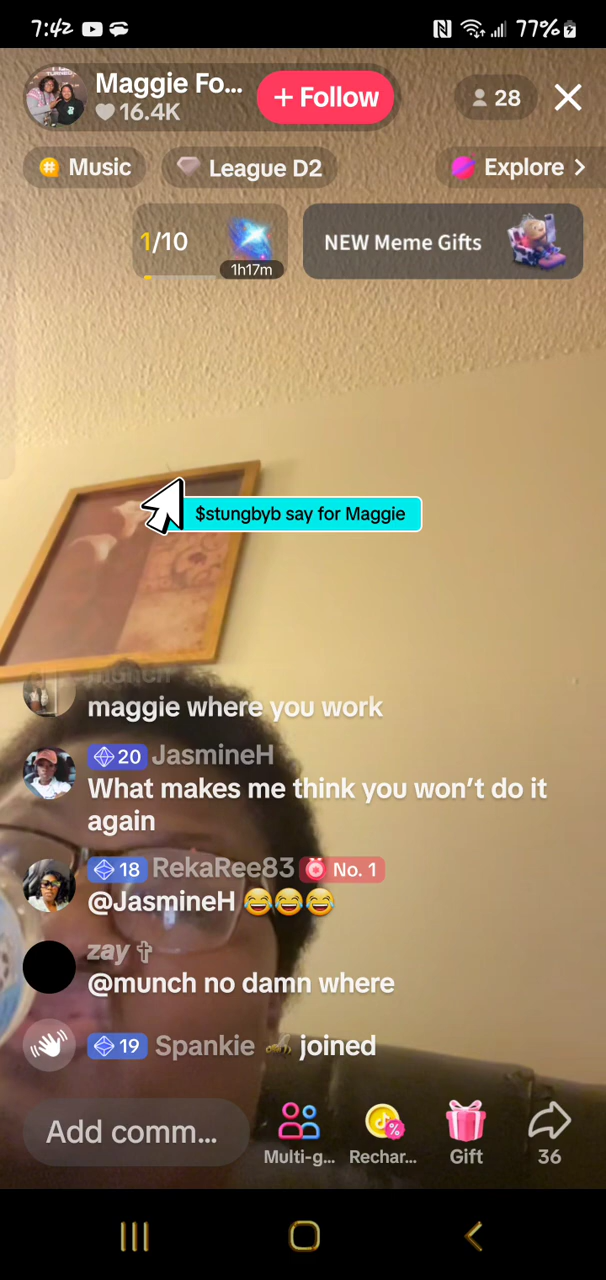 7:42
77%
Maggie Fo...
16.4K
+ Follow
28
Music
League D2
Explore >
1/10
1h17m
NEW Meme Gifts
$stungbyb say for Maggie
munch
maggie where you work
20 JasmineH
What makes me think you won't do it
again
18 RekaRee83 No. 1
@JasmineH 😂😂😂
zay ✝
@munch no damn where
19 Spankie 🐝 joined
Add comm...
Multi-g...
Rechar...
Gift
36